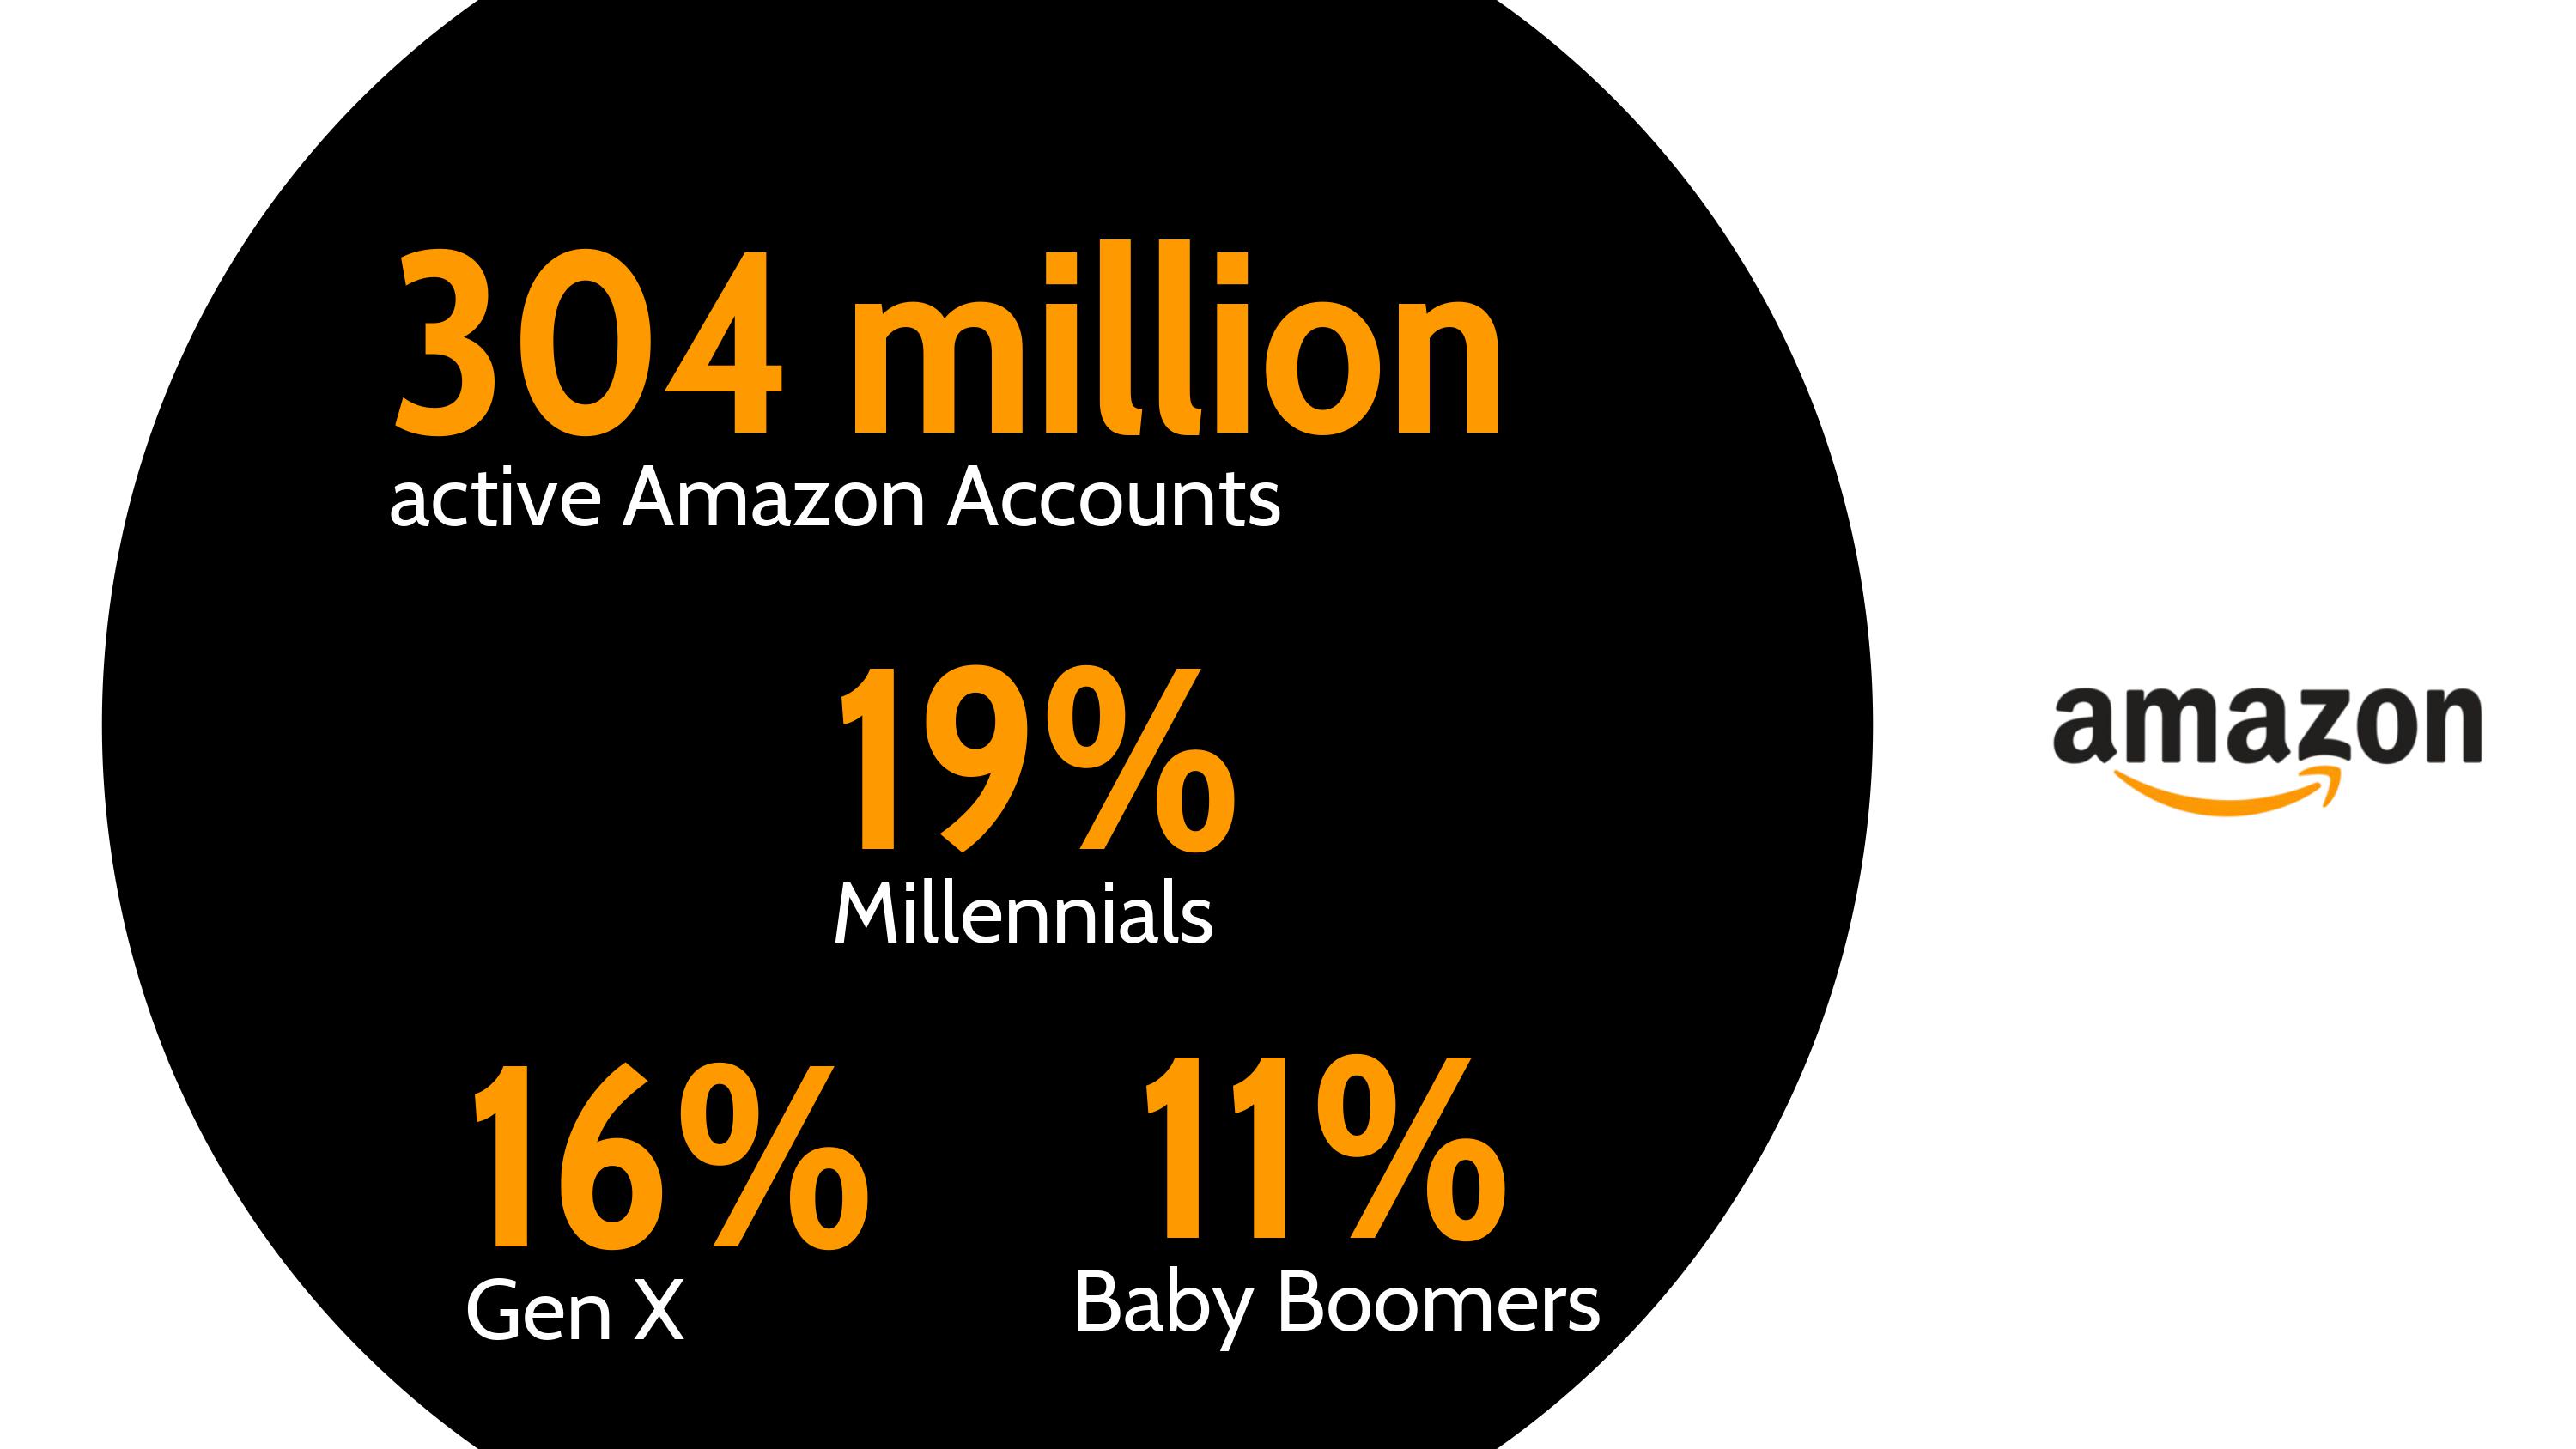 304 million
active Amazon Accounts
19%
Millennials
amazon
16%
Gen X
11%
Baby Boomers